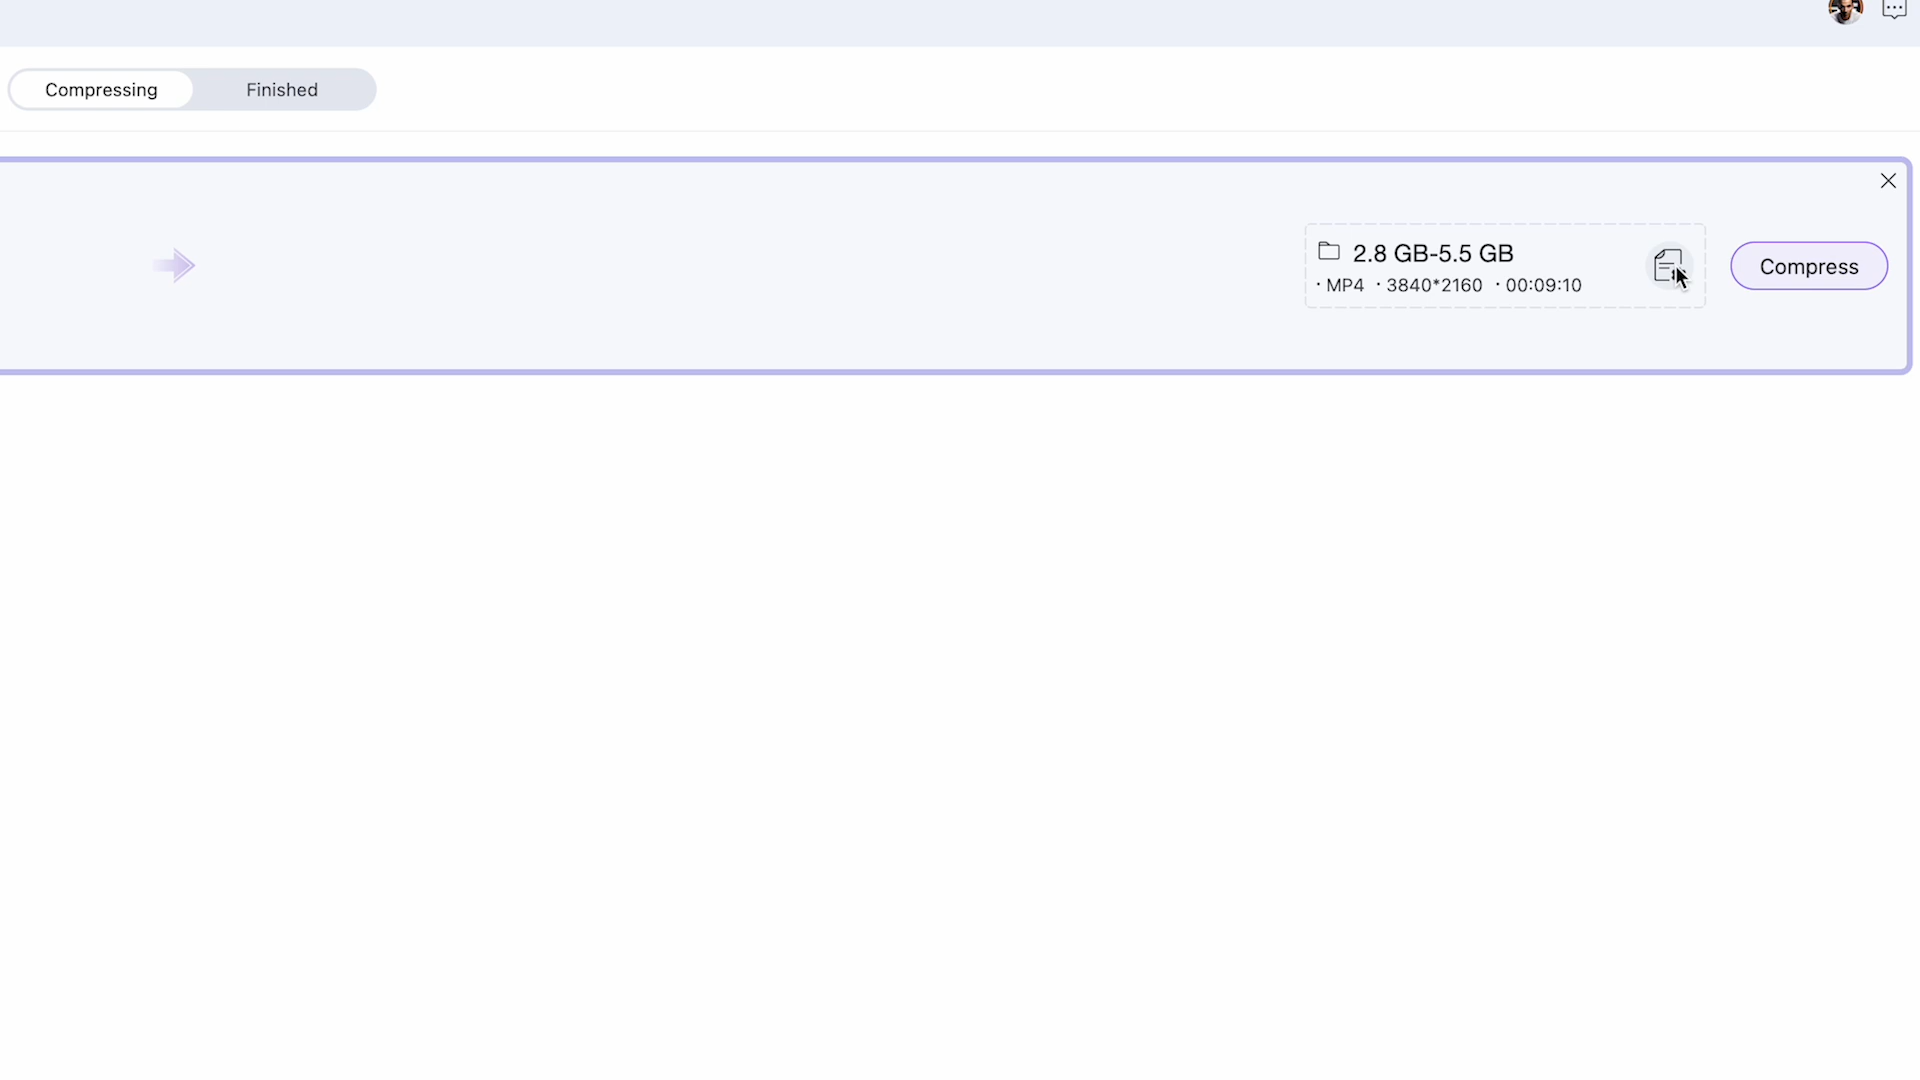 Compressing
Finished
2.8 GB-5.5 GB
· MP4 · 3840*2160 · 00:09:10
Compress